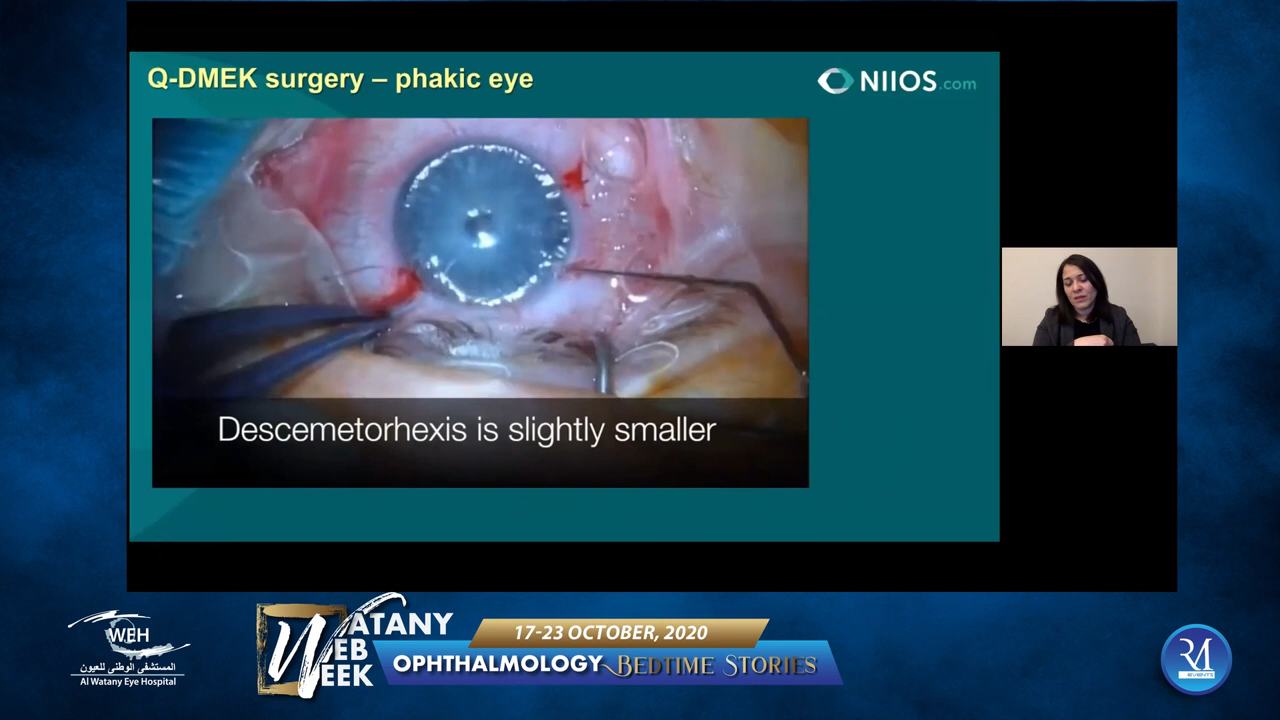 Q-DMEK surgery – phakic eye
NIIOS.com
Descemetorhexis is slightly smaller
WEH
المستشفى الوطني للعيون
Al Watany Eye Hospital
WATANY
WEB
WEEK
17-23 OCTOBER, 2020
OPHTHALMOLOGY BEDTIME STORIES
RM
EVENTS